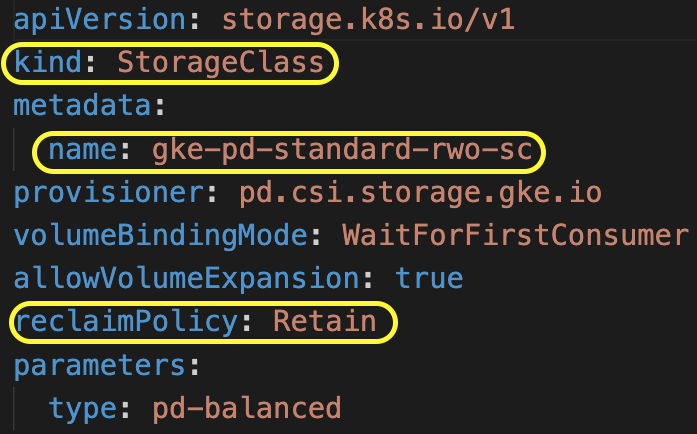 apiVersion: storage.k8s.io/v1
kind: StorageClass
metadata:
  name: gke-pd-standard-rwo-sc
provisioner: pd.csi.storage.gke.io
volumeBindingMode: WaitForFirstConsumer
allowVolumeExpansion: true
reclaimPolicy: Retain
parameters:
  type: pd-balanced